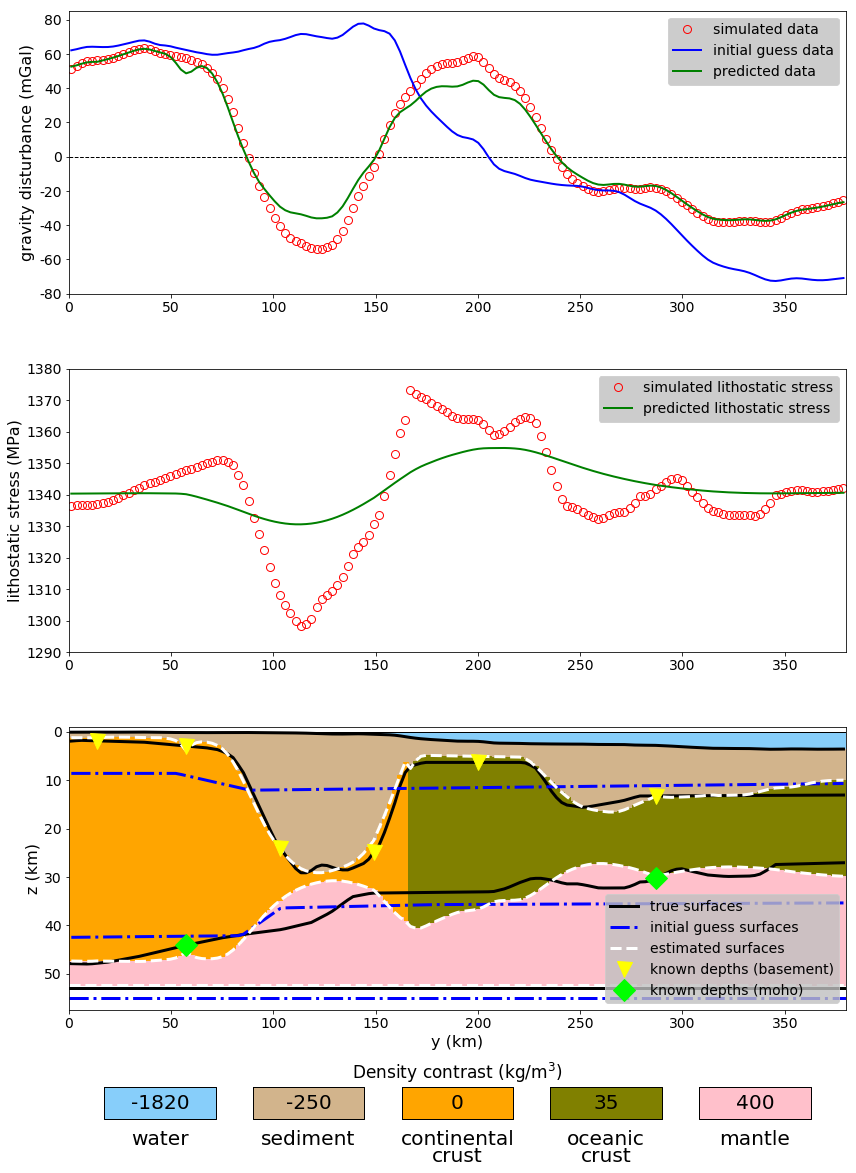 80
60
40
20
0
-20
-40
-60
-80
gravity disturbance (mGal)
simulated data
initial guess data
predicted data
0 50 100 150 200 250 300 350
1380
1370
1360
1350
1340
1330
1320
1310
1300
1290
lithostatic stress (MPa)
simulated lithostatic stress
predicted lithostatic stress
0 50 100 150 200 250 300 350
0
10
20
30
40
50
z (km)
true surfaces
initial guess surfaces
estimated surfaces
known depths (basement)
known depths (moho)
0 50 100 150 200 250 300 350
y (km)
Density contrast (kg/m³)
-1820 -250 0 35 400
water sediment continental oceanic mantle
crust crust